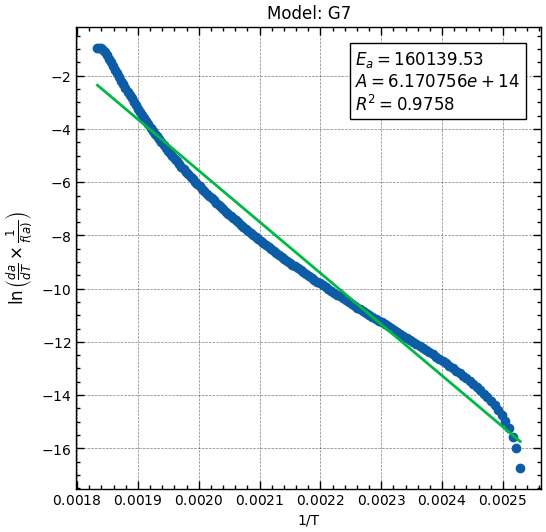 Model: G7
E_a = 160139.53
A = 6.170756e + 14
R² = 0.9758
ln (da/dT × 1/f(a))
−2
−4
−6
−8
−10
−12
−14
−16
0.0018 0.0019 0.0020 0.0021 0.0022 0.0023 0.0024 0.0025
1/T